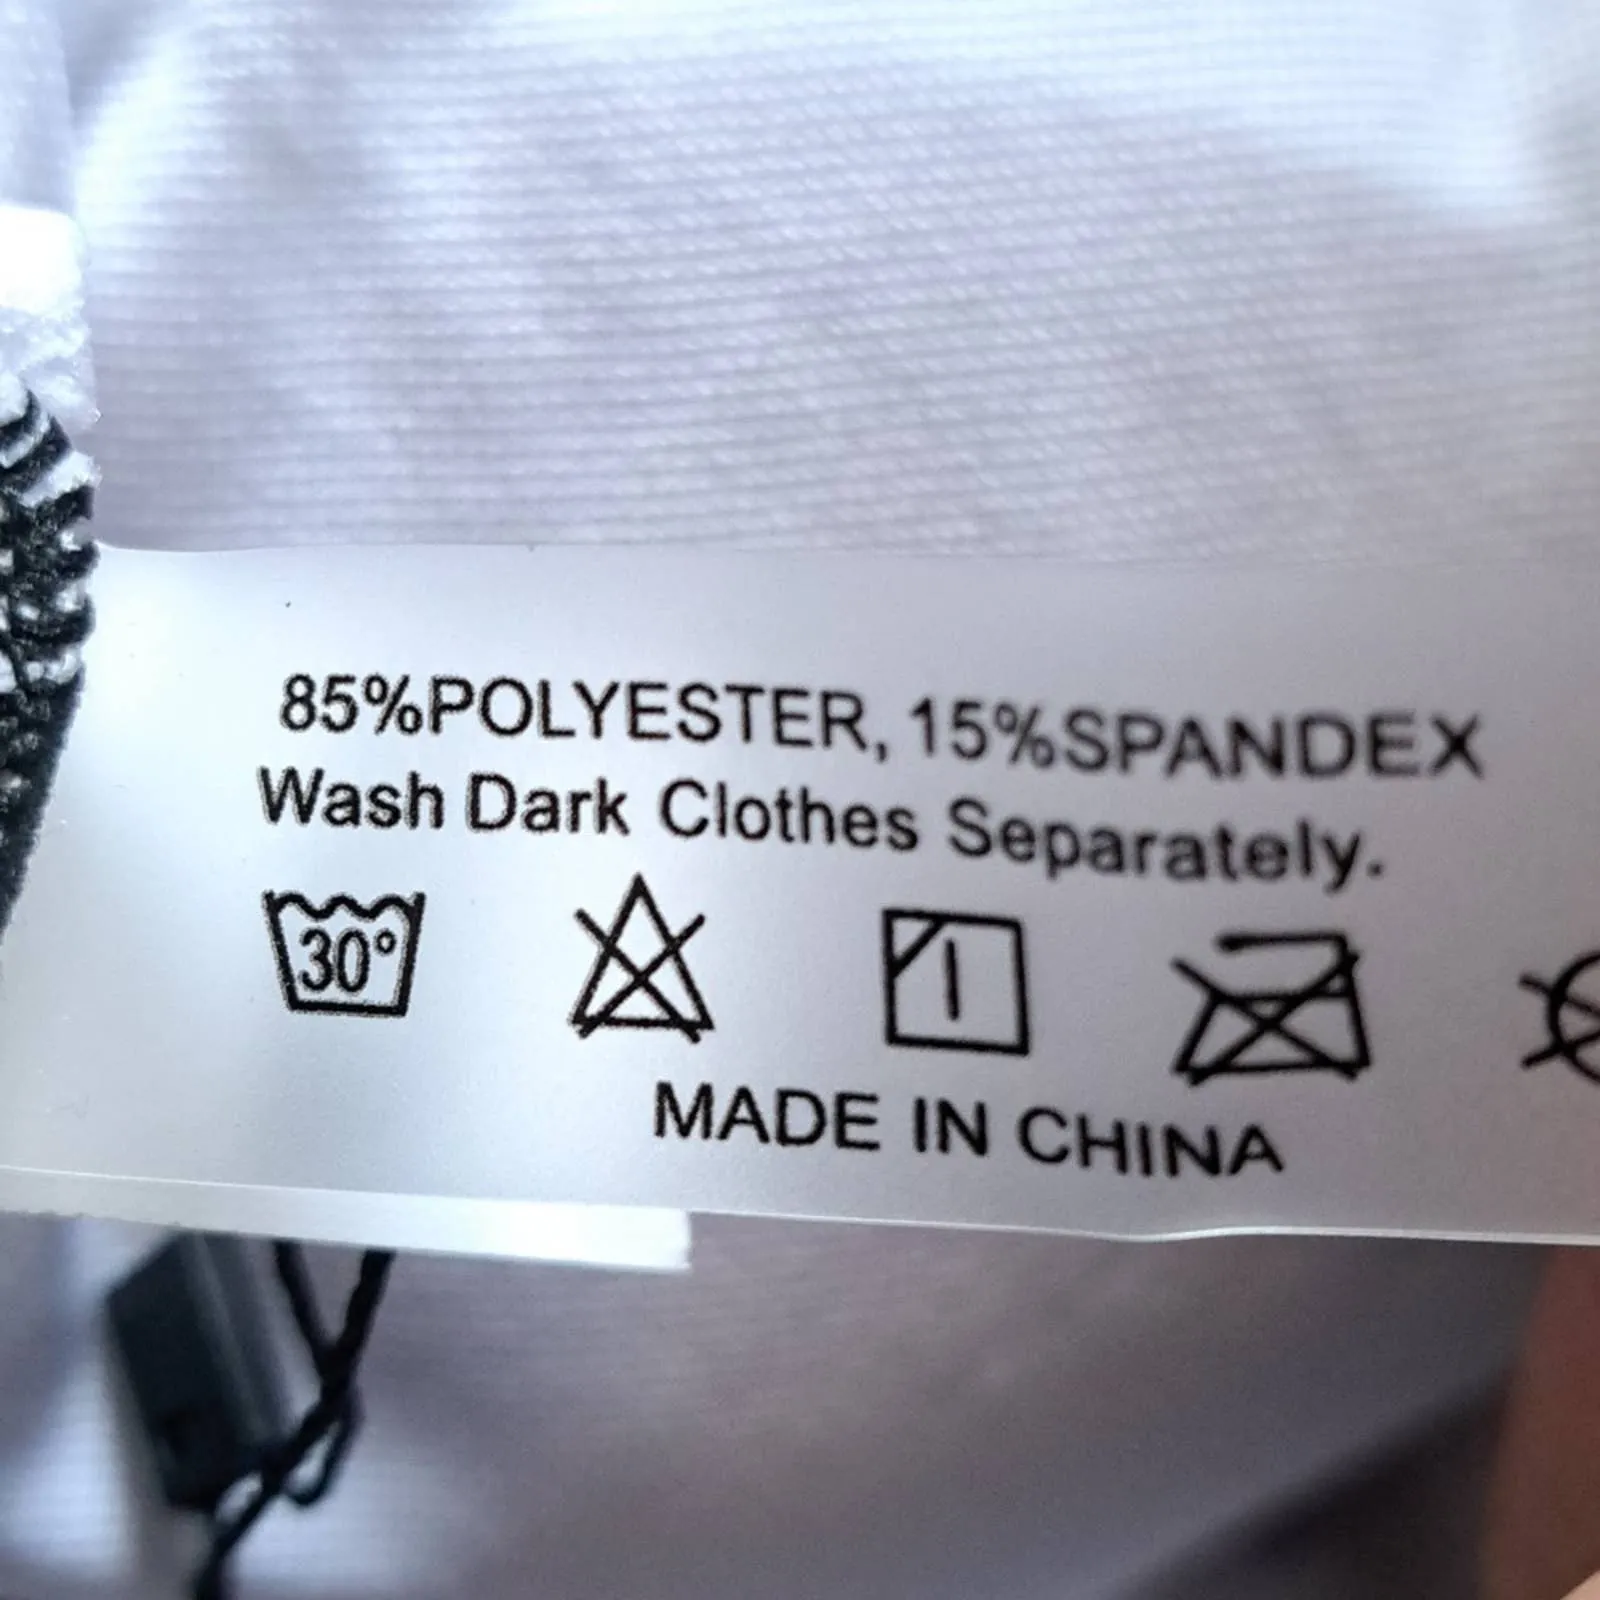 85%POLYESTER, 15%SPANDEX
Wash Dark Clothes Separately.
30°
MADE IN CHINA